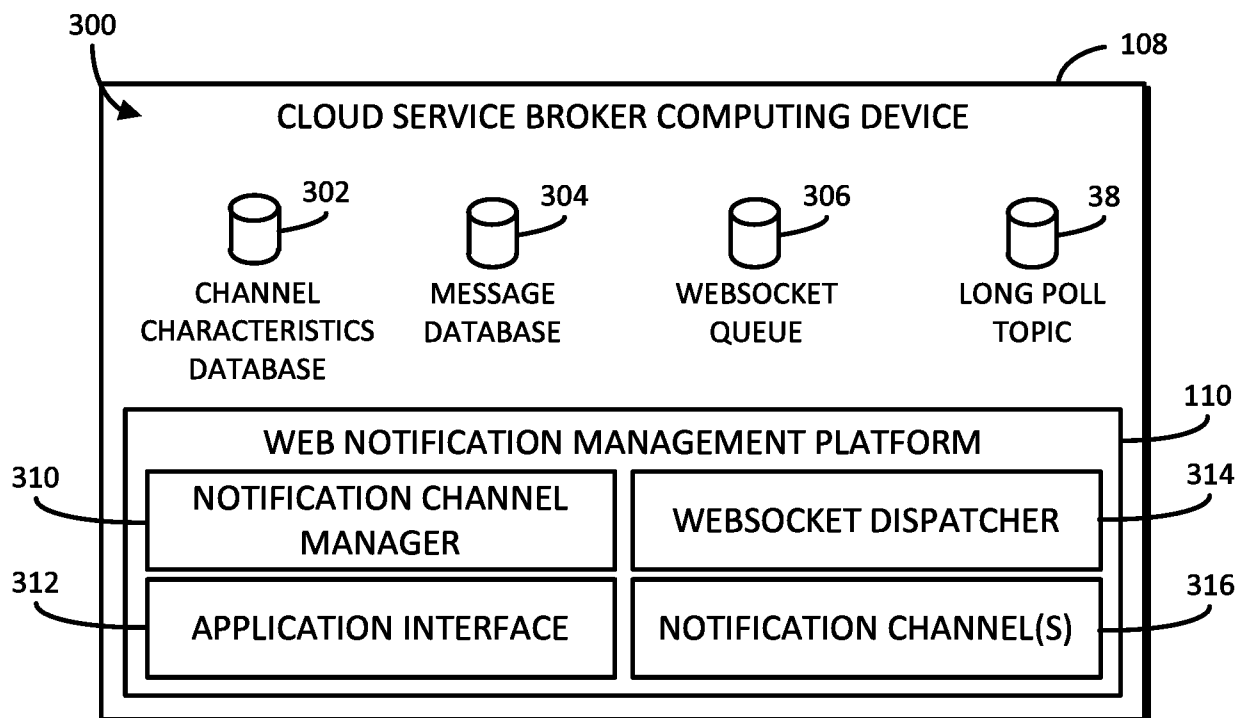 300
108
CLOUD SERVICE BROKER COMPUTING DEVICE
302
304
306
38
CHANNEL
CHARACTERISTICS
DATABASE
MESSAGE
DATABASE
WEBSOCKET
QUEUE
LONG POLL
TOPIC
110
WEB NOTIFICATION MANAGEMENT PLATFORM
310
NOTIFICATION CHANNEL
MANAGER
WEBSOCKET DISPATCHER
314
312
APPLICATION INTERFACE
NOTIFICATION CHANNEL(S)
316